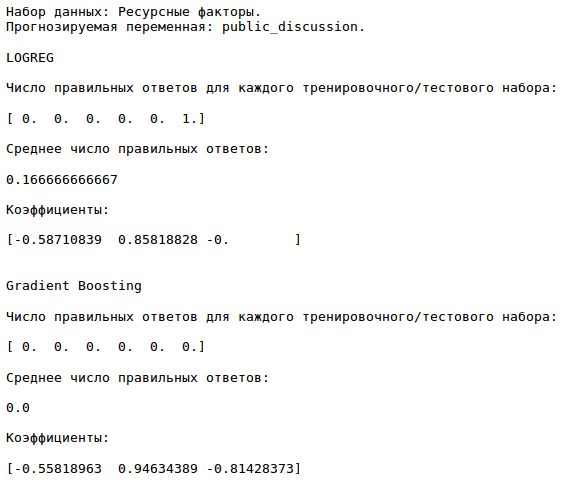 Набор данных: Ресурсные факторы.
Прогнозируемая переменная: public_discussion.
LOGREG
Число правильных ответов для каждого тренировочного/тестового набора:
[ 0.  0.  0.  0.  0.  1.]
Среднее число правильных ответов:
0.166666666667
Коэффициенты:
[-0.58710839  0.85818828 -0.        ]
Gradient Boosting
Число правильных ответов для каждого тренировочного/тестового набора:
[ 0.  0.  0.  0.  0.  0.]
Среднее число правильных ответов:
0.0
Коэффициенты:
[-0.55818963  0.94634389 -0.81428373]